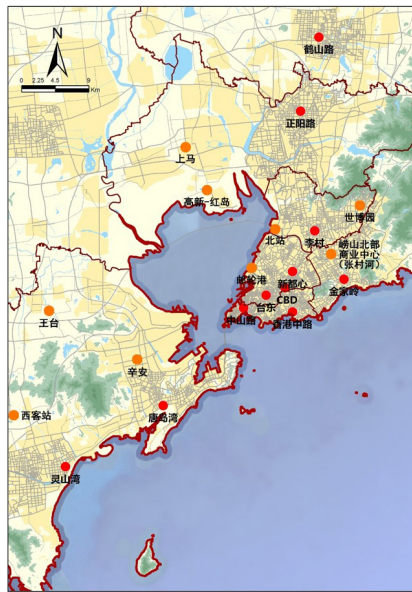 鹤山路
N
0 2.25 4.5 9
Km
正阳路
上马
高新-红岛
世博园
北站
李村
崂山北部
商业中心
(张村河)
邮轮港
新都心
金家岭
CBD
台东
中山路
香港中路
王台
辛安
西客站
唐岛湾
灵山湾